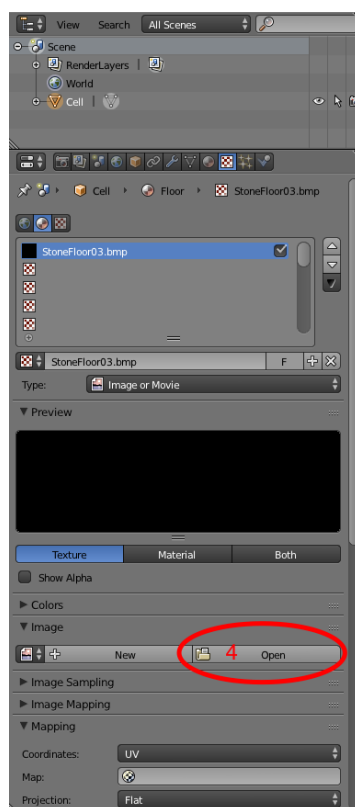 View Search All Scenes
Scene
RenderLayers
World
Cell
Cell Floor StoneFloor03.bmp
StoneFloor03.bmp
StoneFloor03.bmp F
Type: Image or Movie
Preview
Texture Material Both
Show Alpha
Colors
Image
New 4 Open
Image Sampling
Image Mapping
Mapping
Coordinates: UV
Map:
Projection: Flat